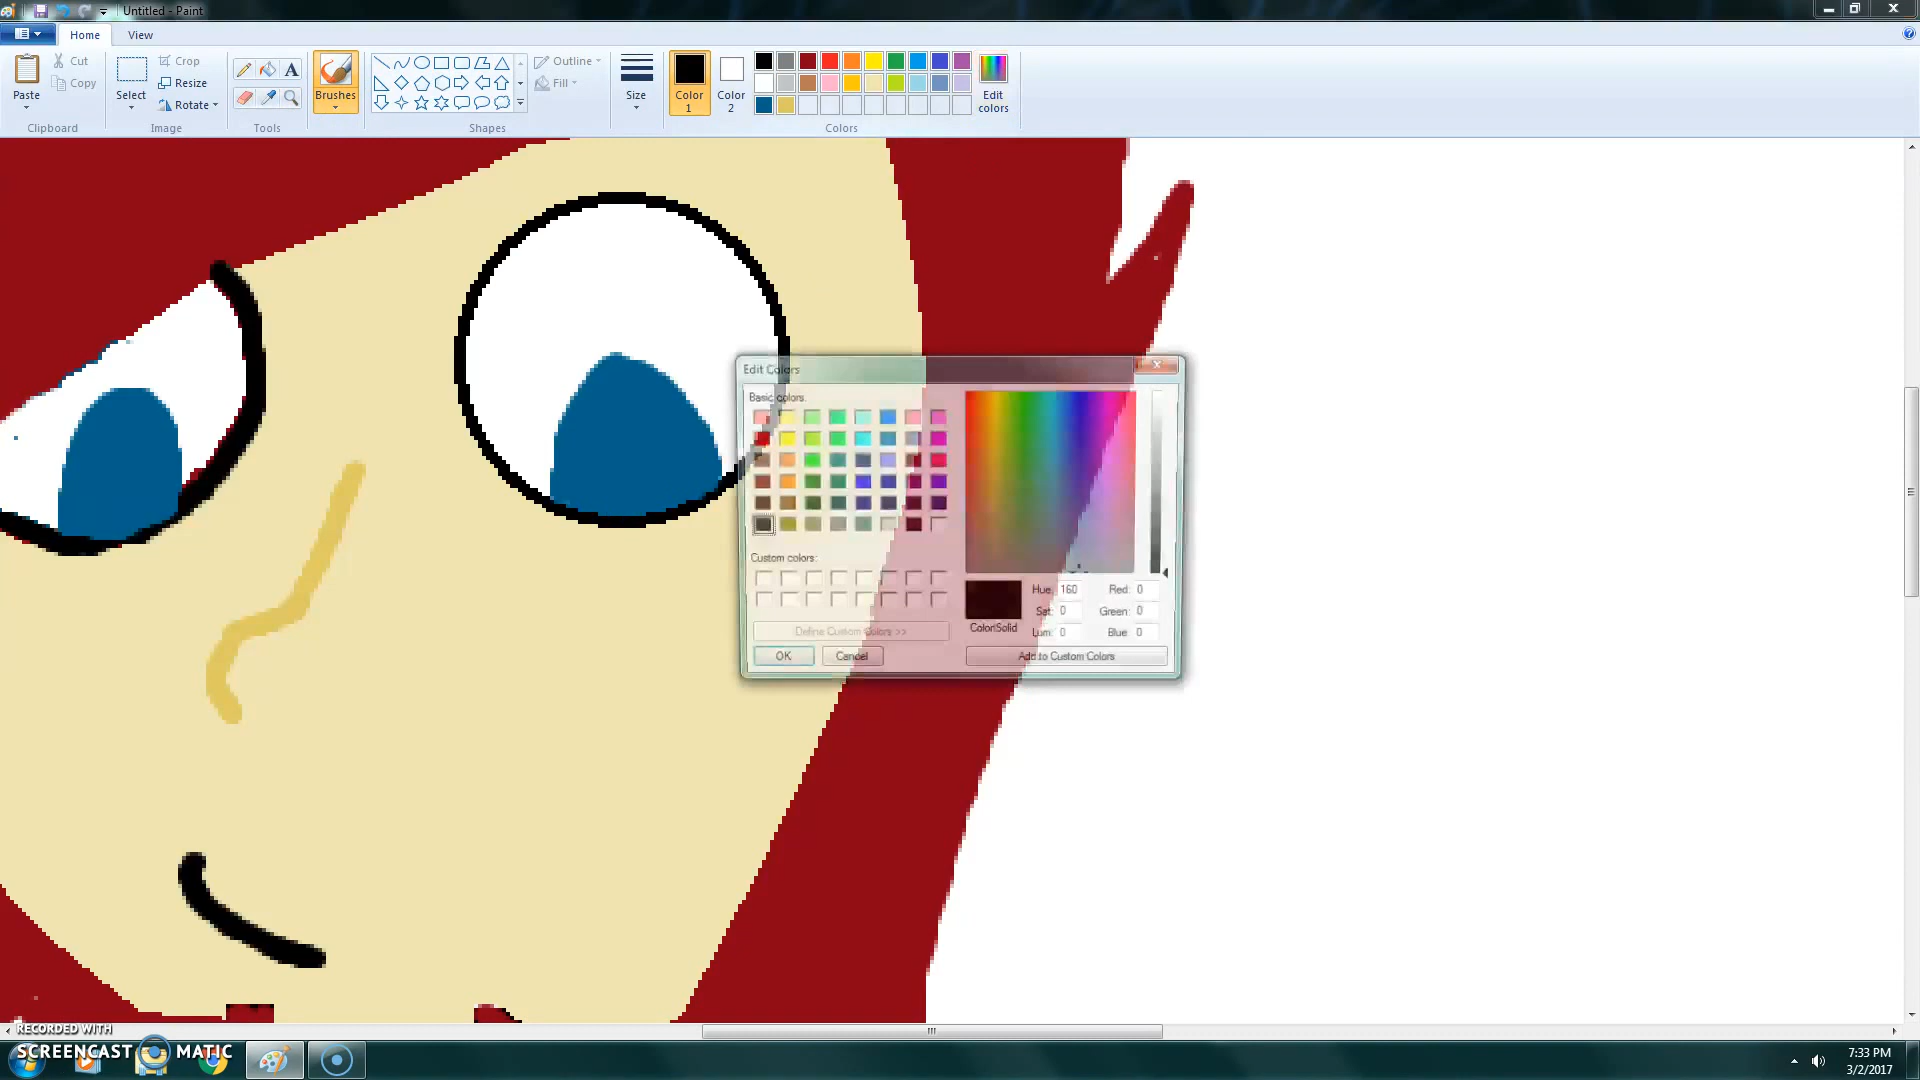 Untitled - Paint
Home
View
Paste
Cut
Copy
Clipboard
Select
Crop
Resize
Rotate
Image
A
Tools
Brushes
Shapes
Outline
Fill
Size
Color 1
Color 2
Edit colors
Colors
Edit Colors
Basic colors:
Custom colors:
Define Custom Colors >>
OK
Cancel
Hue: 160
Red: 0
Sat: 0
Green: 0
Lum: 0
Blue: 0
Color|Solid
Add to Custom Colors
RECORDED WITH
SCREENCAST MATIC
7:33 PM
3/2/2017